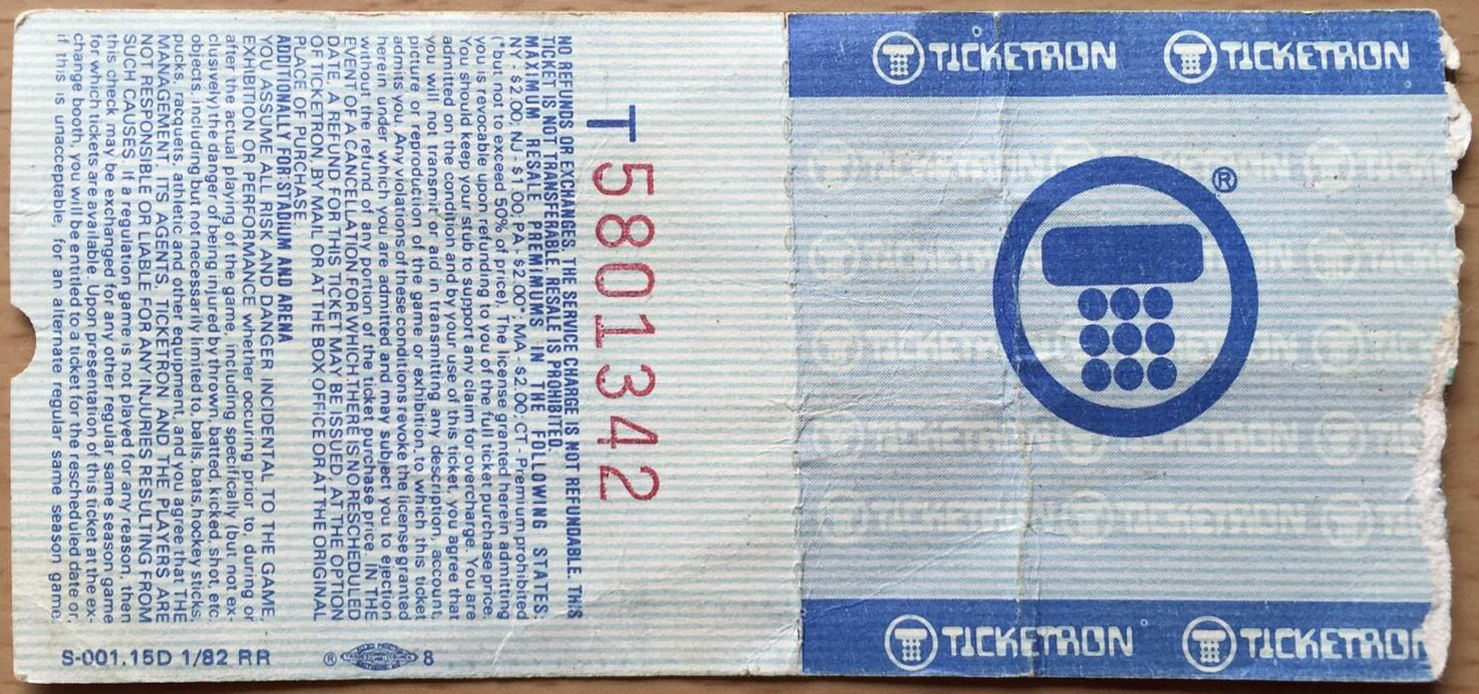 TICKETRON TICKETRON
®
TICKETRON TICKETRON
T 5801342
NO REFUNDS OR EXCHANGES. THE SERVICE CHARGE IS NOT REFUNDABLE. THIS
TICKET IS NOT TRANSFERABLE. RESALE IS PROHIBITED.
MAXIMUM RESALE PREMIUMS IN THE FOLLOWING STATES:
NY - $2.00; NJ - $1.00; PA - $2.00*; MA - $2.00; CT - Premium prohibited
(*but not to exceed 50% of price). The license granted herein admitting
you is revocable upon refunding to you of the full ticket purchase price.
You should keep your stub to support any claim for overcharge. You are
admitted on the condition and by your use of this ticket, you agree that
you will not transmit or aid in transmitting any description, account,
picture or reproduction of the game or exhibition, to which this ticket
admits you. Any violations of these conditions revoke the license granted
herein under which you are admitted and may subject you to ejection
without the refund of any portion of the ticket purchase price. IN THE
EVENT OF A CANCELLATION FOR WHICH THERE IS NO RESCHEDULED
DATE, A REFUND FOR THIS TICKET MAY BE ISSUED, AT THE OPTION
OF TICKETRON, BY MAIL OR AT THE BOX OFFICE OR AT THE ORIGINAL
PLACE OF PURCHASE.
ADDITIONALLY FOR STADIUM AND ARENA
YOU ASSUME ALL RISK AND DANGER INCIDENTAL TO THE GAME,
EXHIBITION OR PERFORMANCE whether occurring prior to, during or
after the actual playing of the game, including specifically (but not ex-
clusively) the danger of being injured by thrown, batted, kicked, shot, etc.
objects, including but not necessarily limited to, balls, bats, hockey sticks,
pucks, racquets, athletic and other equipment, and you agree that THE
MANAGEMENT, ITS AGENTS, TICKETRON AND THE PLAYERS ARE
NOT RESPONSIBLE OR LIABLE FOR ANY INJURIES RESULTING FROM
SUCH CAUSES. If a regulation game is not played for any reason, then
this check may be exchanged for any other regular same season game
for which tickets are available. Upon presentation of this ticket at the ex-
change booth, you will be entitled to a ticket for the rescheduled date or,
if this is unacceptable, for an alternate regular same season game.
S-001.15D 1/82 RR ® 8